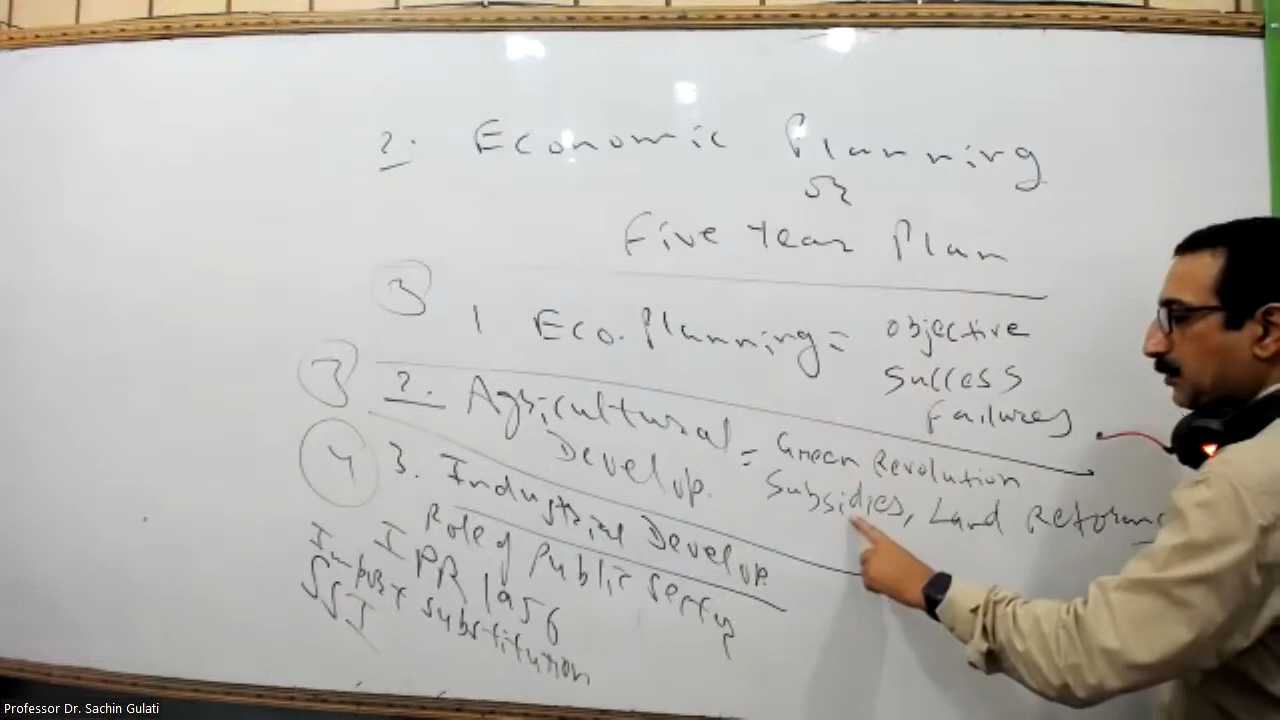 2. Economic Planning
or
Five Year Plan
③ 1 Eco. Planning = objective
success
failures
③ 2. Agricultural Develop. = Green Revolution
Subsidies, Land Reforms
④ 3. Industrial Develop.
Role of Public sector
IPR 1956
Import substitution
SSI
Professor Dr. Sachin Gulati